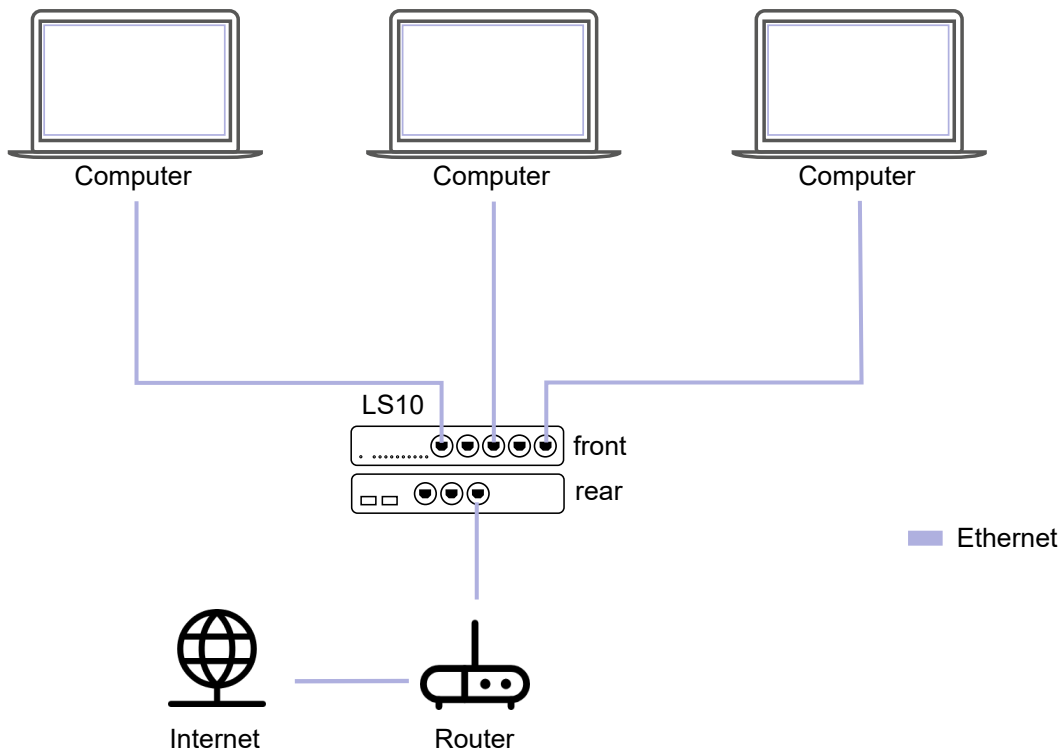 Computer
Computer
Computer
LS10
front
rear
Ethernet
Internet
Router